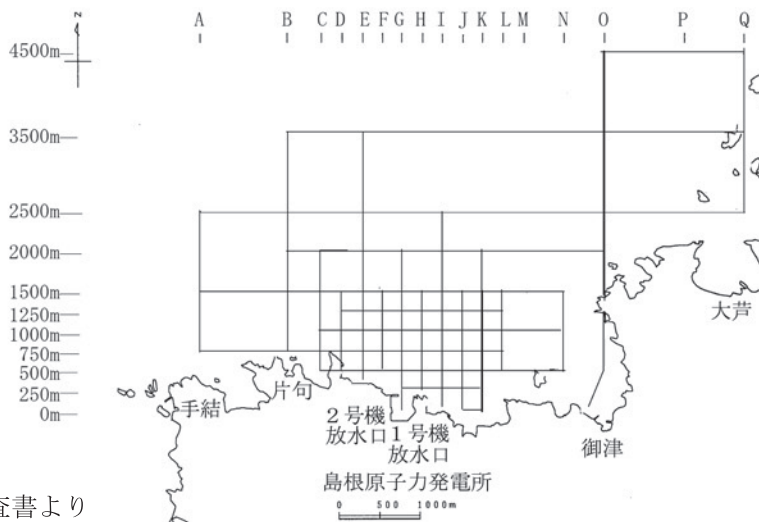 A B C D E F G H I J K L M N O P Q
z
4500m
3500m
2500m
2000m
1500m
1250m
1000m
750m
500m
250m
0m
大芦
手結
片句
2号機
放水口
1号機
放水口
御津
島根原子力発電所
0 500 1000m
査書より